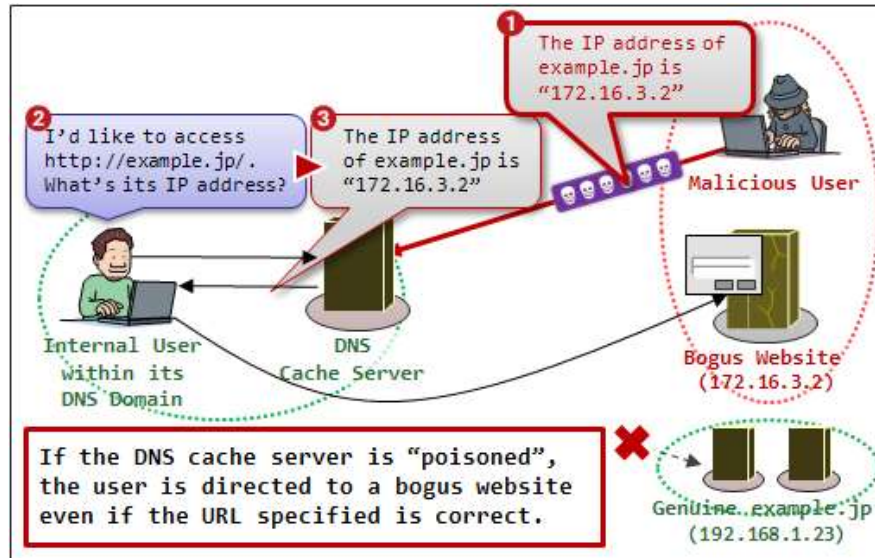 1
The IP address of
example.jp is
“172.16.3.2”
2
I’d like to access
http://example.jp/.
What’s its IP address?
3
The IP address
of example.jp is
“172.16.3.2”
Malicious User
Internal User
within its
DNS Domain
DNS
Cache Server
Bogus Website
(172.16.3.2)
If the DNS cache server is “poisoned”,
the user is directed to a bogus website
even if the URL specified is correct.
Genuine example.jp
(192.168.1.23)